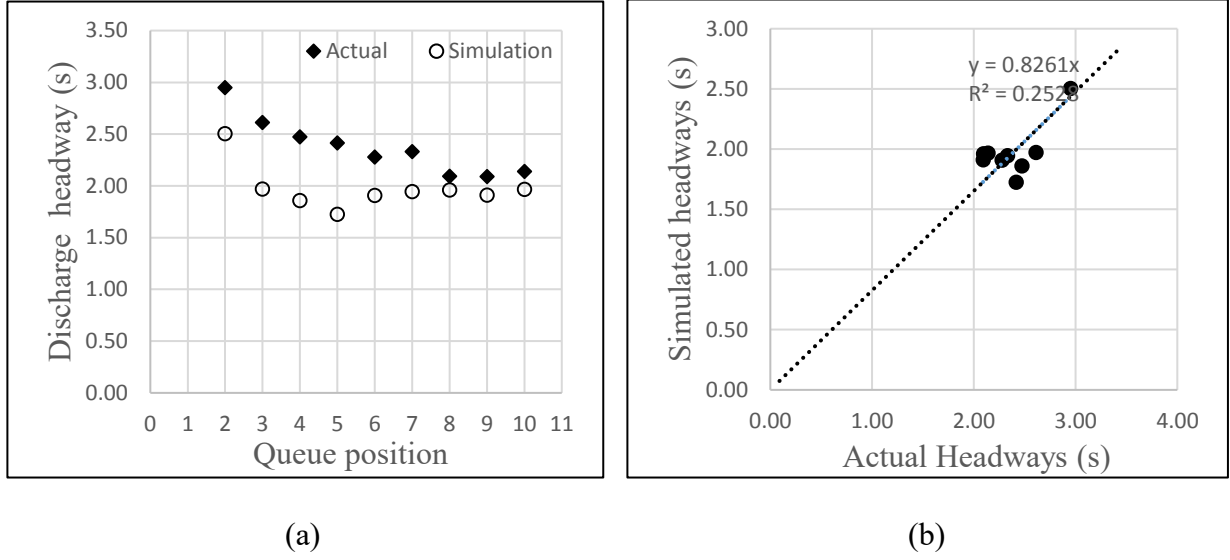 3.50
3.00
2.50
2.00
1.50
1.00
0.50
0.00
Discharge headway (s)
Actual
Simulation
0 1 2 3 4 5 6 7 8 9 10 11
Queue position
(a)
3.00
2.50
2.00
1.50
1.00
0.50
0.00
Simulated headways (s)
y = 0.8261x
R² = 0.2528
0.00 1.00 2.00 3.00 4.00
Actual Headways (s)
(b)